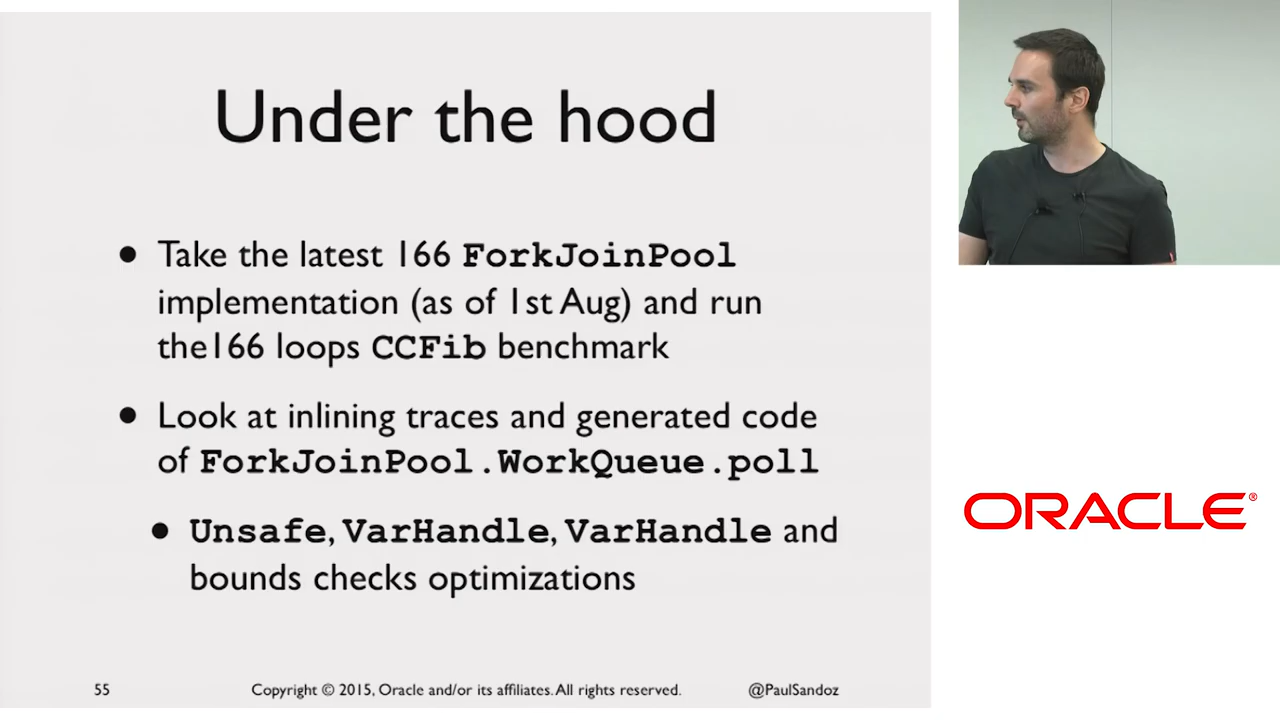 Under the hood
• Take the latest 166 ForkJoinPool
implementation (as of 1st Aug) and run
the166 loops CCFib benchmark
• Look at inlining traces and generated code
of ForkJoinPool.WorkQueue.poll
• Unsafe, VarHandle, VarHandle and
bounds checks optimizations
55 Copyright © 2015, Oracle and/or its affiliates. All rights reserved. @PaulSandoz
ORACLE®